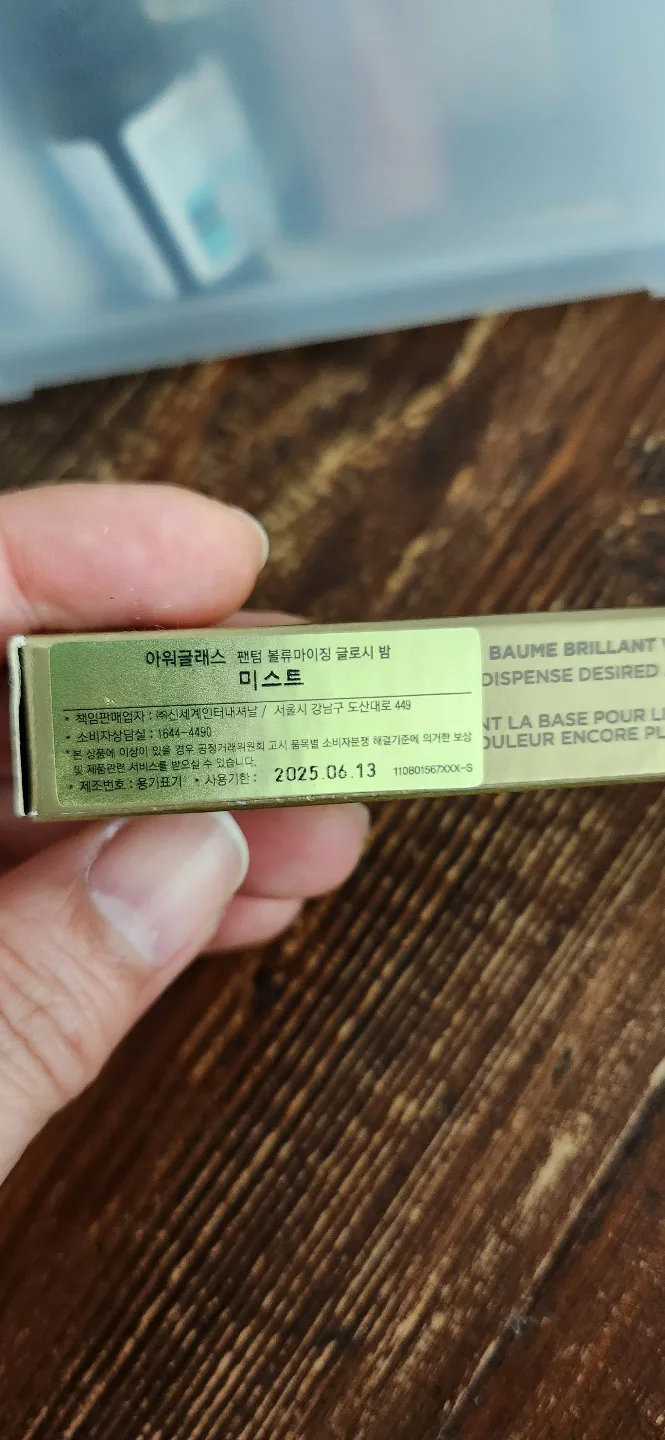 아워글래스 팬텀 볼류마이징 글로시 밤
미스트
• 책임판매업자 : ㈜신세계인터내셔날 / 서울시 강남구 도산대로 449
• 소비자상담실 : 1644-4490
*본 상품에 이상이 있을 경우 공정거래위원회 고시 품목별 소비자분쟁 해결기준에 의거한 보상
및 제품관련 서비스를 받으실 수 있습니다.
• 제조번호 : 용기표기 • 사용기한 : 2025.06.13 110801567XXX-S
BAUME BRILLANT
DISPENSE DESIRED
NT LA BASE POUR
OULEUR ENCORE